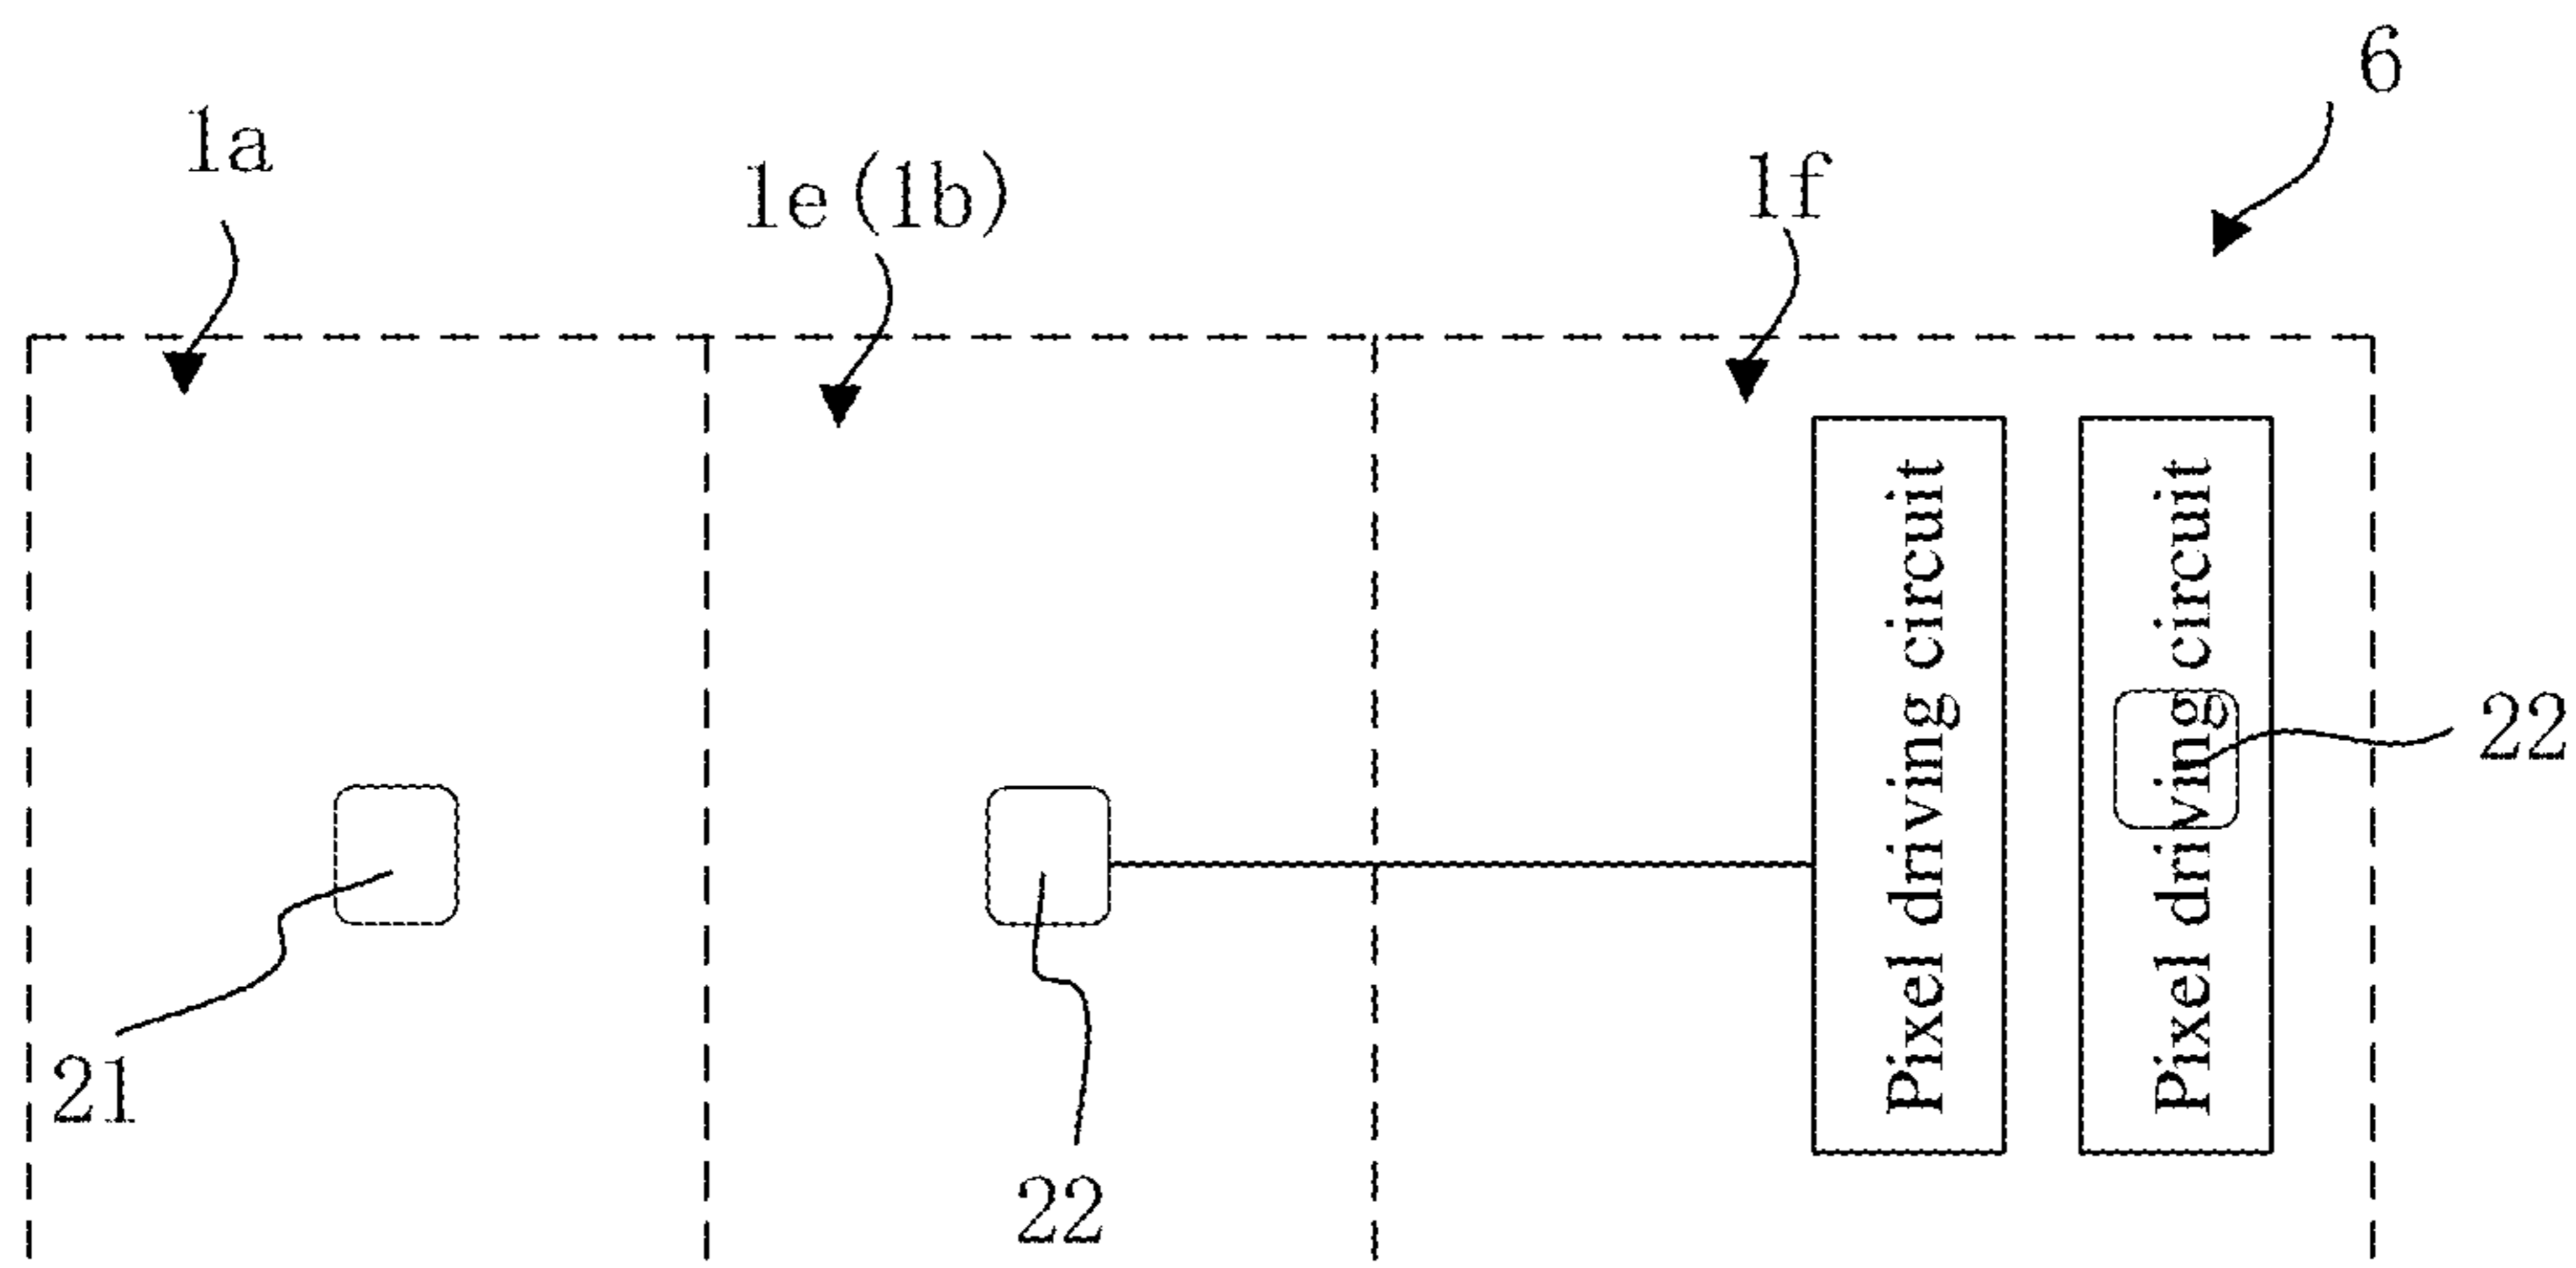 6
1a
1e(1b)
1f
Pixel driving circuit
Pixel driving circuit
22
21
22